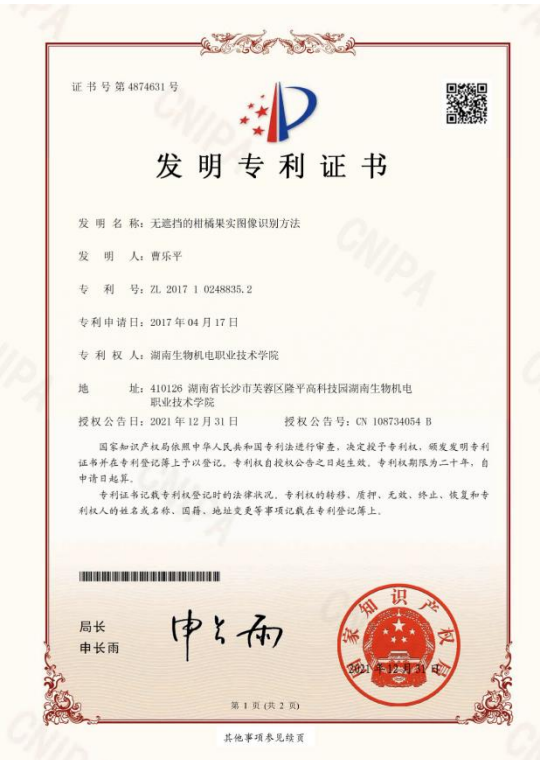 证书号第4874631号
发明专利证书
发 明 名 称：无遮挡的柑橘果实图像识别方法
发 明 人：曹乐平
专 利 号：ZL 2017 1 0248835.2
专利申请日：2017年04月17日
专 利 权 人：湖南生物机电职业技术学院
地 址：410126 湖南省长沙市芙蓉区隆平高科技园湖南生物机电
职业技术学院
授权公告日：2021年12月31日 授权公告号：CN 108734054 B
国家知识产权局依照中华人民共和国专利法进行审查，决定授予专利权，颁发发明专利
证书并在专利登记簿上予以登记。专利权自授权公告之日起生效。专利权期限为二十年，自
申请日起算。
专利证书记载专利权登记时的法律状况。专利权的转移、质押、无效、终止、恢复和专
利权人的姓名或名称、国籍、地址变更等事项记载在专利登记簿上。
局长
申长雨
申长雨
国家知识产权局
2021年12月31日
第 1 页 (共 2 页)
其他事项参见续页
CNIPA
CNIPA
CNIPA
CNIPA